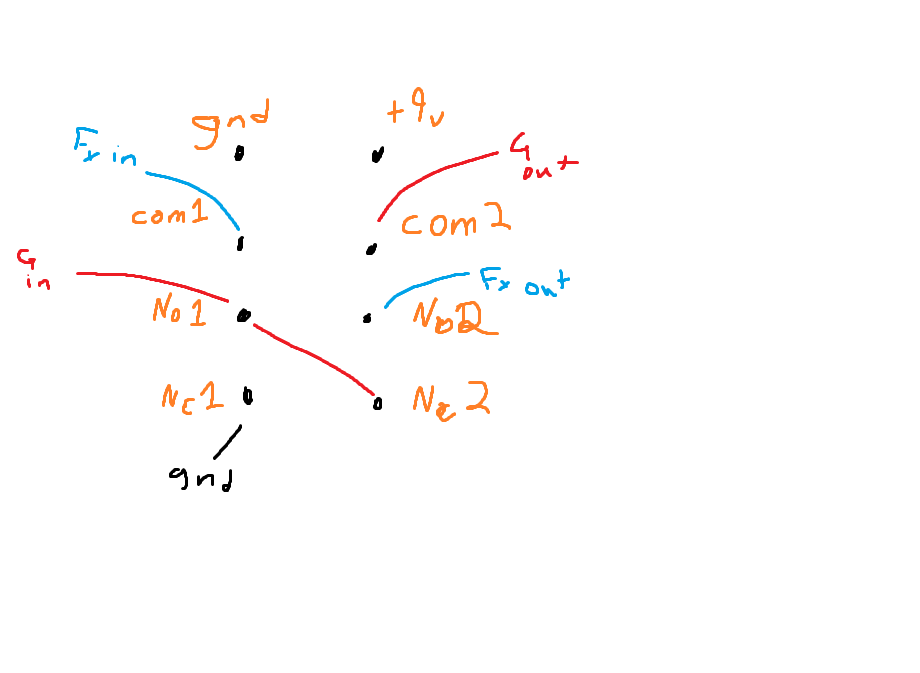 gnd
+9v
Fx in
G out
com1
com2
G in
Fx out
No1
No2
Nc1
Nc2
gnd